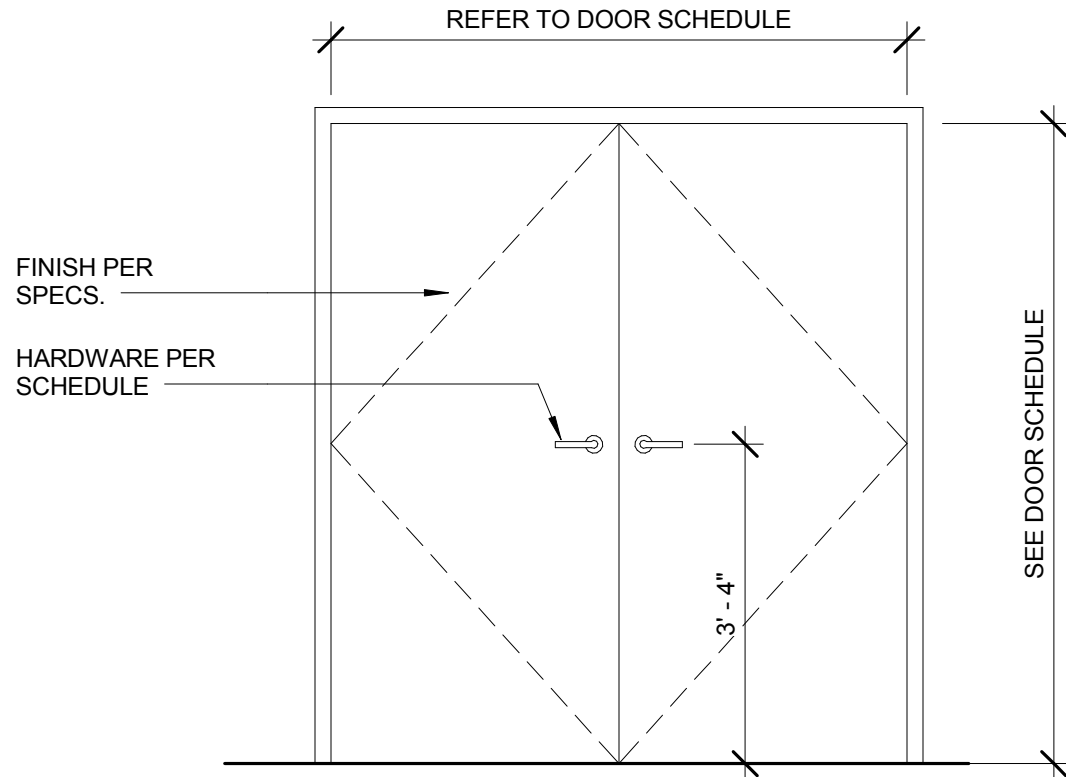 REFER TO DOOR SCHEDULE
FINISH PER
SPECS.
HARDWARE PER
SCHEDULE
SEE DOOR SCHEDULE
3' - 4"